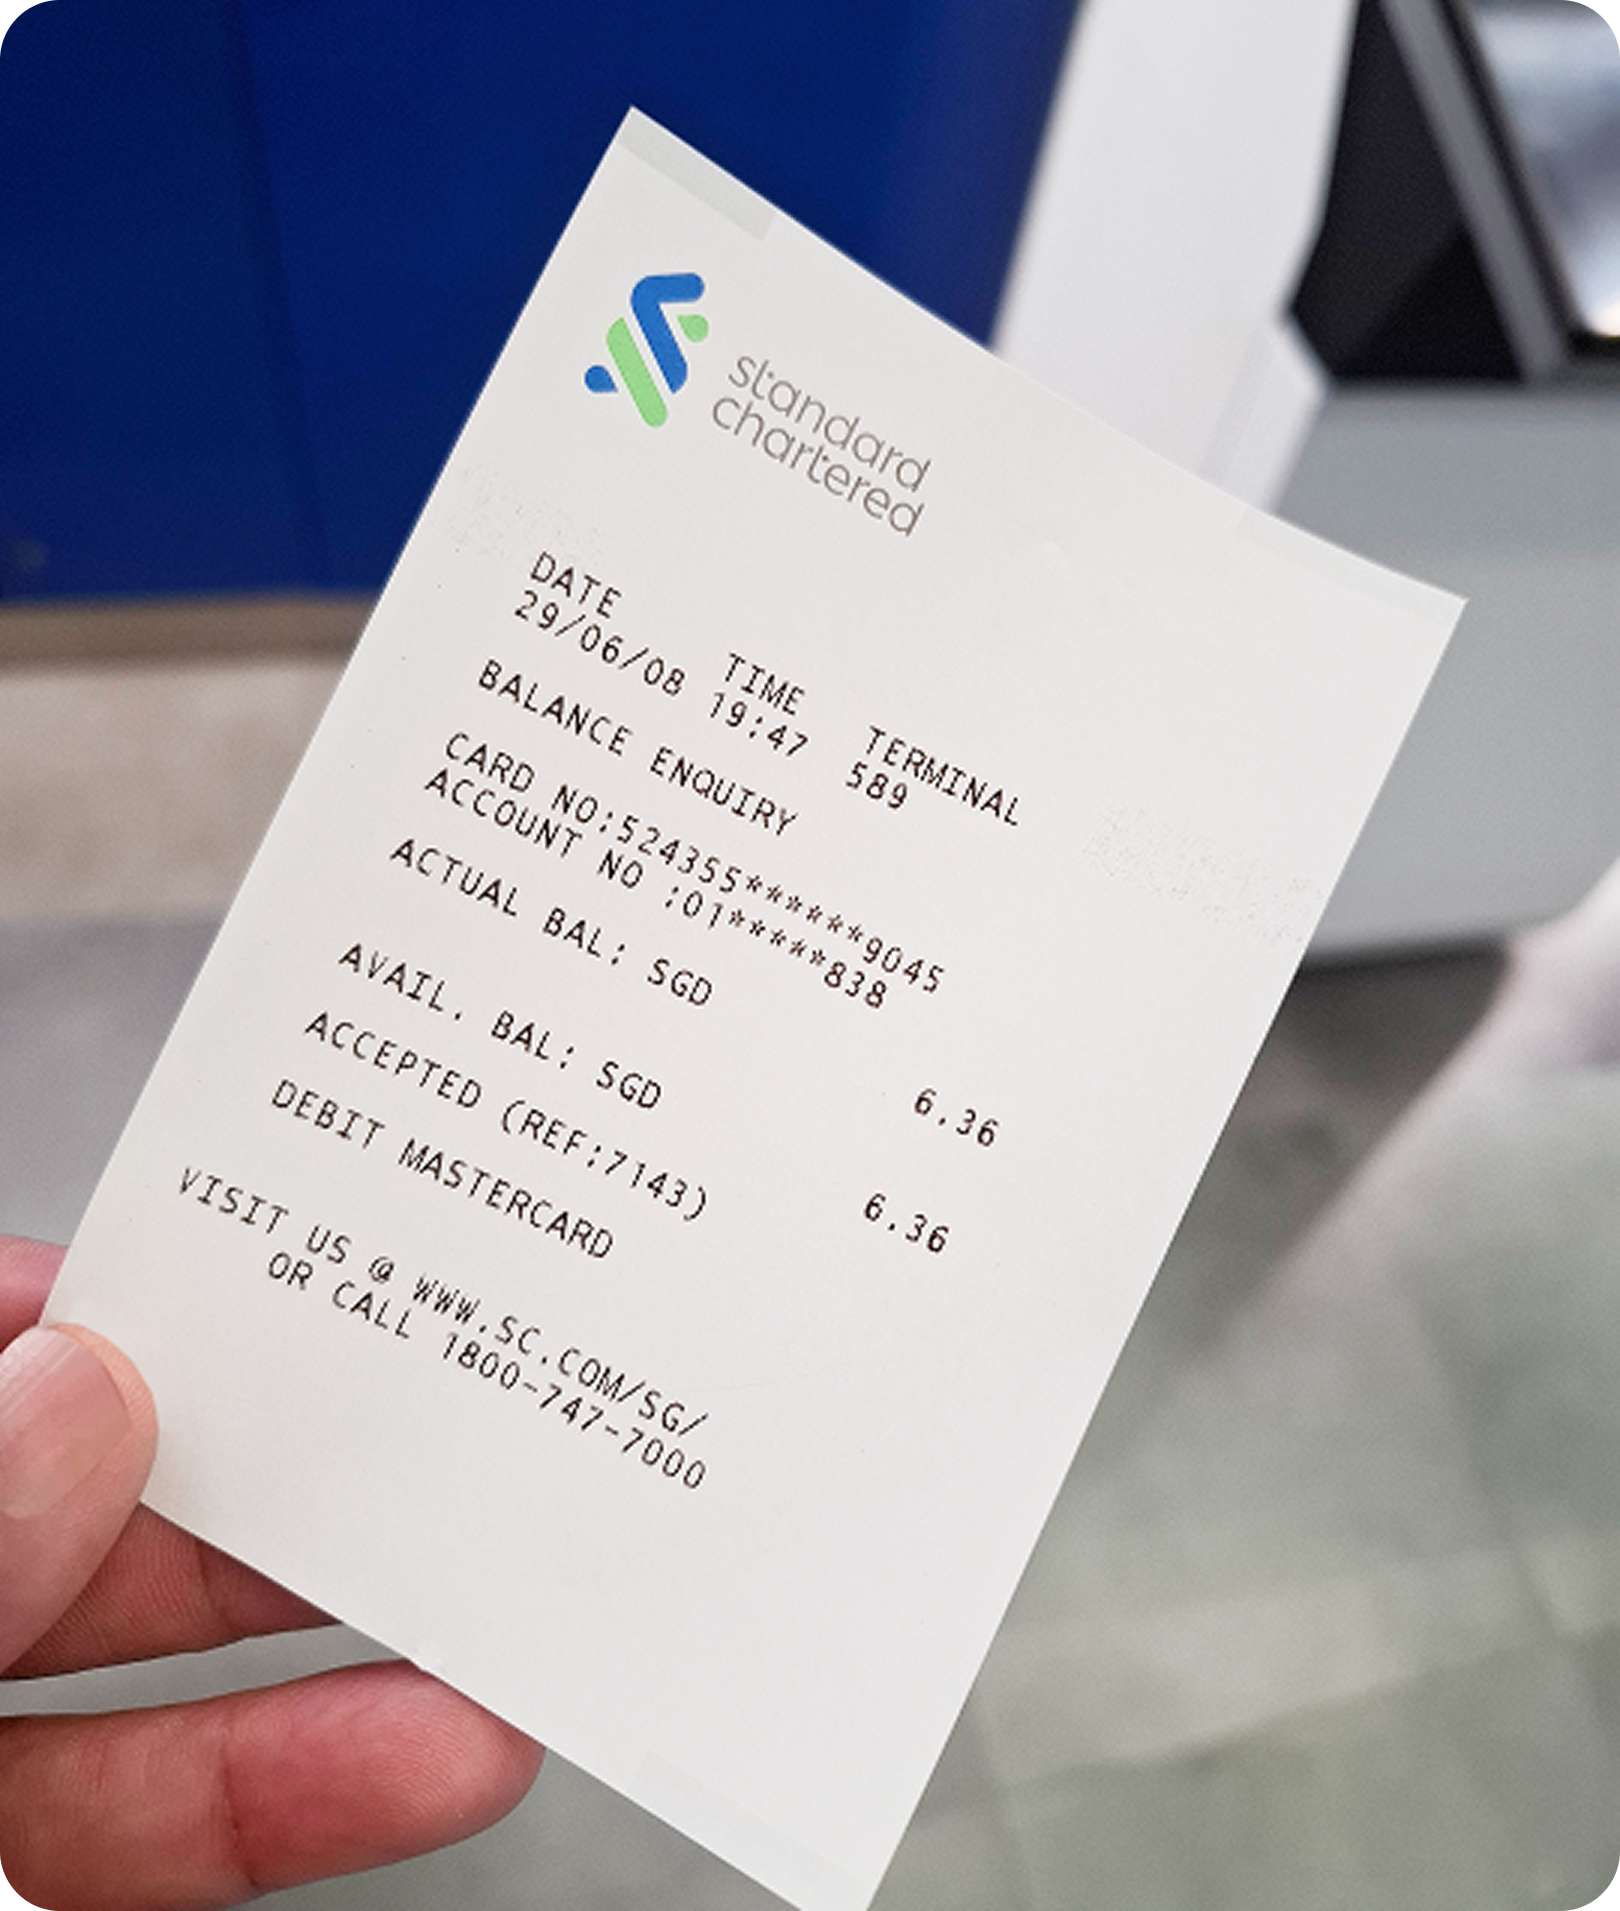 standard
chartered
DATE TIME TERMINAL
29/06/08 19:47 589
BALANCE ENQUIRY
CARD NO:524355******9045
ACCOUNT NO :01*****838
ACTUAL BAL: SGD 6.36
AVAIL. BAL: SGD 6.36
ACCEPTED (REF:7143)
DEBIT MASTERCARD
VISIT US @ WWW.SC.COM/SG/
OR CALL 1800-747-7000